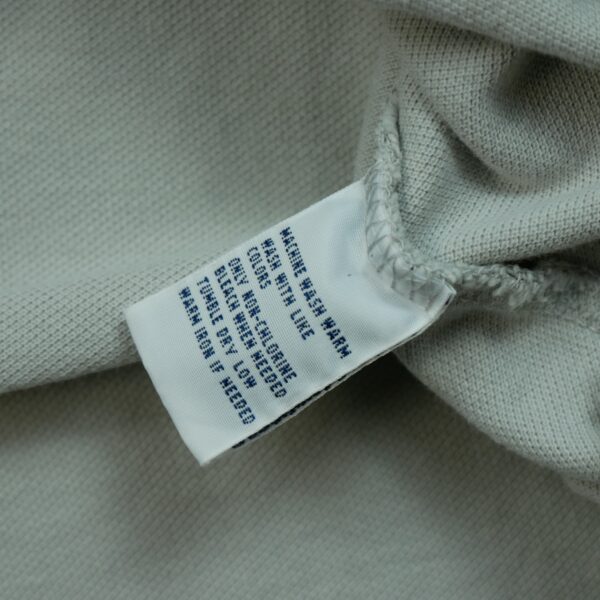 MACHINE WASH WARM
WASH WITH LIKE
COLORS
ONLY NON-CHLORINE
BLEACH WHEN NEEDED
TUMBLE DRY LOW
WARM IRON IF NEEDED